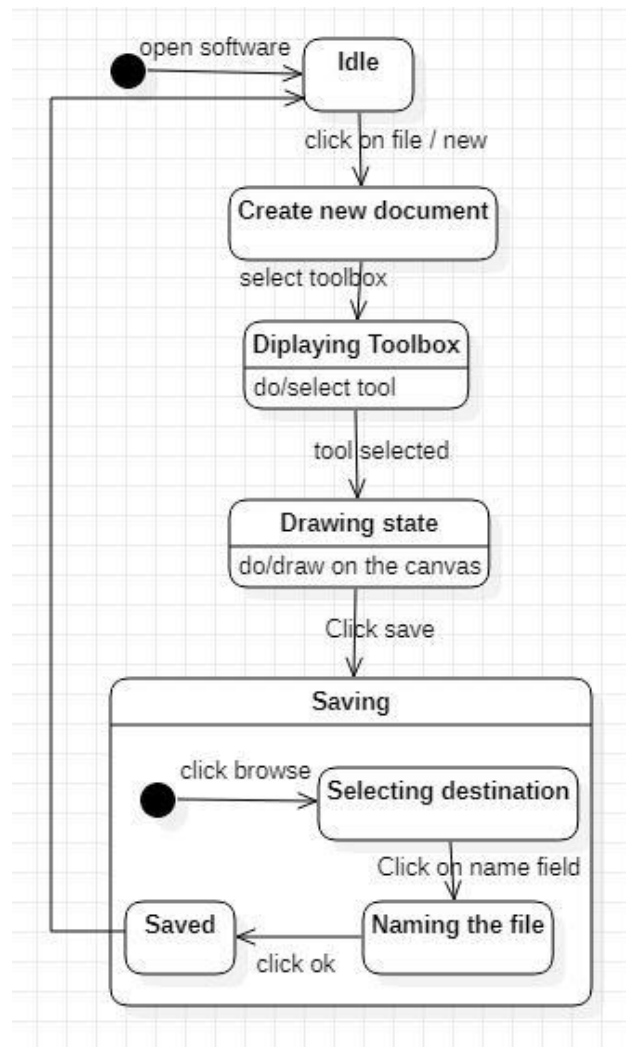 open software
Idle
click on file / new
Create new document
select toolbox
Diplaying Toolbox
do/select tool
tool selected
Drawing state
do/draw on the canvas
Click save
Saving
click browse
Selecting destination
Click on name field
Saved
Naming the file
click ok